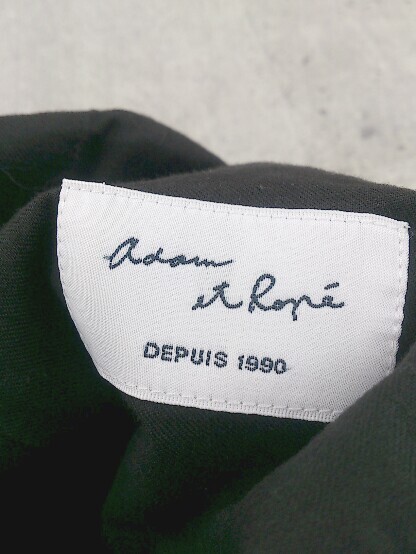 Adam
et Ropé
DEPUIS 1990